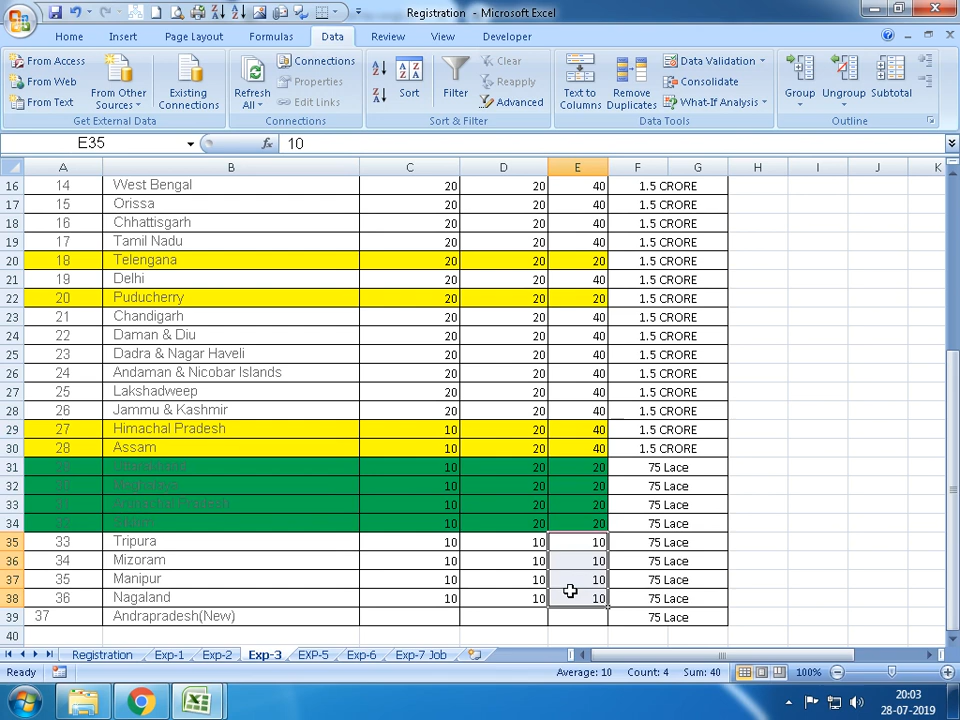 Registration - Microsoft Excel
Home Insert Page Layout Formulas Data Review View Developer
From Access
From Web
From Text
From Other Sources
Existing Connections
Get External Data
Refresh All
Connections
Properties
Edit Links
Connections
Sort
Filter
Clear
Reapply
Advanced
Sort & Filter
Text to Columns
Remove Duplicates
Data Validation
Consolidate
What-If Analysis
Data Tools
Group
Ungroup
Subtotal
Outline
E35 fx 10
A B C D E F G H I J K
16 14 West Bengal 20 20 40 1.5 CRORE
17 15 Orissa 20 20 40 1.5 CRORE
18 16 Chhattisgarh 20 20 40 1.5 CRORE
19 17 Tamil Nadu 20 20 40 1.5 CRORE
20 18 Telengana 20 20 20 1.5 CRORE
21 19 Delhi 20 20 40 1.5 CRORE
22 20 Puducherry 20 20 20 1.5 CRORE
23 21 Chandigarh 20 20 40 1.5 CRORE
24 22 Daman & Diu 20 20 40 1.5 CRORE
25 23 Dadra & Nagar Haveli 20 20 40 1.5 CRORE
26 24 Andaman & Nicobar Islands 20 20 40 1.5 CRORE
27 25 Lakshadweep 20 20 40 1.5 CRORE
28 26 Jammu & Kashmir 20 20 40 1.5 CRORE
29 27 Himachal Pradesh 10 20 40 1.5 CRORE
30 28 Assam 10 20 40 1.5 CRORE
31 10 20 20 75 Lace
32 10 20 20 75 Lace
33 10 20 20 75 Lace
34 10 20 20 75 Lace
35 33 Tripura 10 10 10 75 Lace
36 34 Mizoram 10 10 10 75 Lace
37 35 Manipur 10 10 10 75 Lace
38 36 Nagaland 10 10 10 75 Lace
39 37 Andrapradesh(New) 75 Lace
40
Registration Exp-1 Exp-2 Exp-3 EXP-5 Exp-6 Exp-7 Job
Ready Average: 10 Count: 4 Sum: 40 100%
20:03
28-07-2019